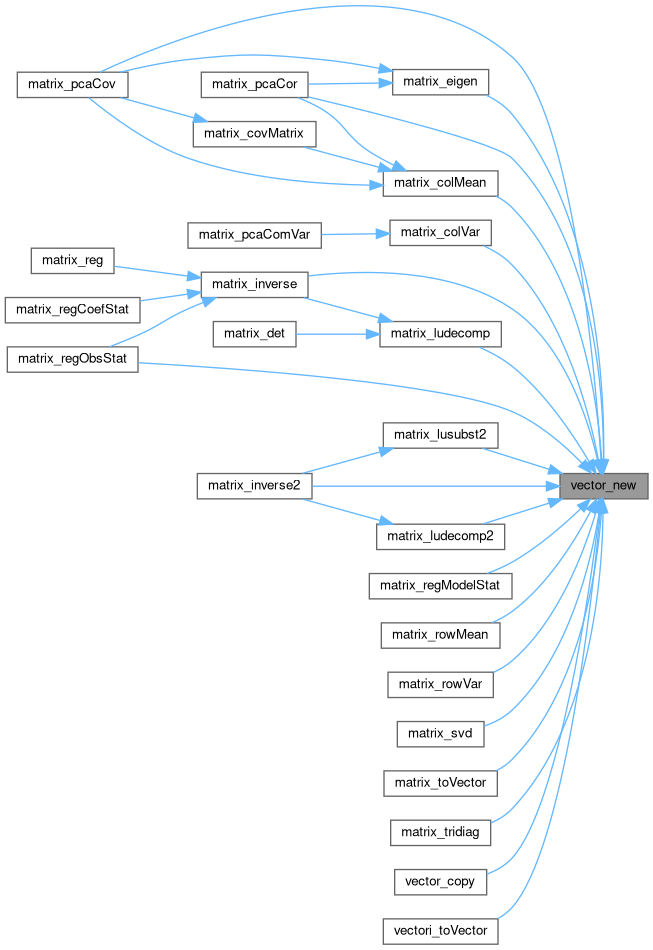 matrix_pcaCov
matrix_pcaCor
matrix_eigen
matrix_covMatrix
matrix_colMean
matrix_pcaComVar
matrix_colVar
matrix_reg
matrix_inverse
matrix_regCoefStat
matrix_det
matrix_ludecomp
matrix_regObsStat
matrix_lusubst2
matrix_inverse2
vector_new
matrix_ludecomp2
matrix_regModelStat
matrix_rowMean
matrix_rowVar
matrix_svd
matrix_toVector
matrix_tridiag
vector_copy
vectori_toVector